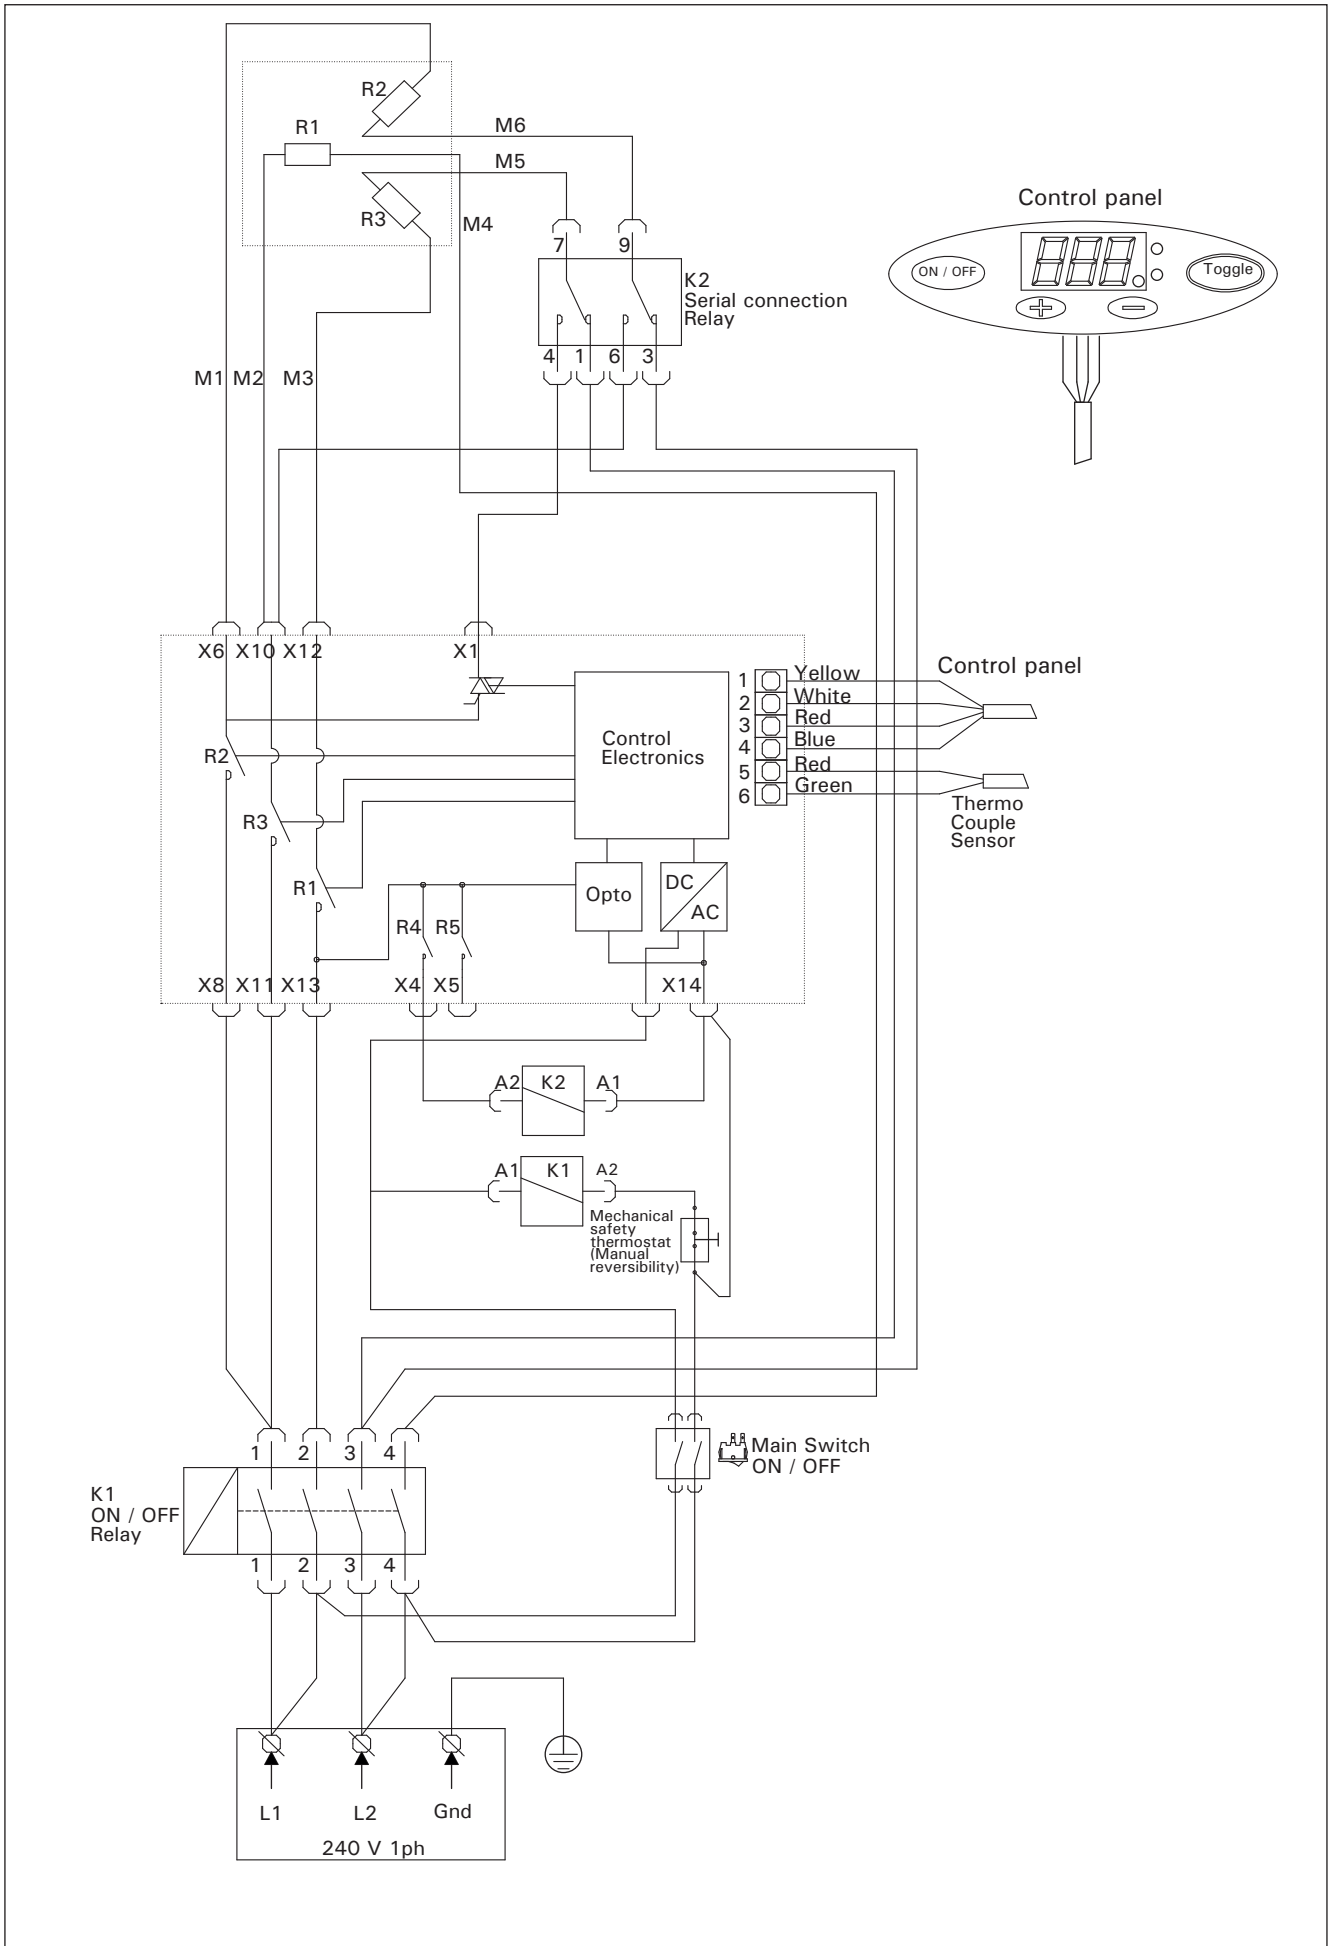 R2
R1
M6
M5
R3
M4
Control panel
ON / OFF
Toggle
7
9
K2
Serial connection
Relay
4
1
6
3
M1
M2
M3
X6
X10
X12
X1
Control
Electronics
1
Yellow
2
White
3
Red
4
Blue
5
Red
6
Green
Control panel
Thermo
Couple
Sensor
R2
R3
R1
R4
R5
Opto
DC
AC
X8
X11
X13
X4
X5
X14
A2
K2
A1
A1
K1
A2
Mechanical
safety
thermostat
(Manual
reversibility)
1
2
3
4
Main Switch
ON / OFF
K1
ON / OFF
Relay
1
2
3
4
L1
L2
Gnd
240 V 1ph